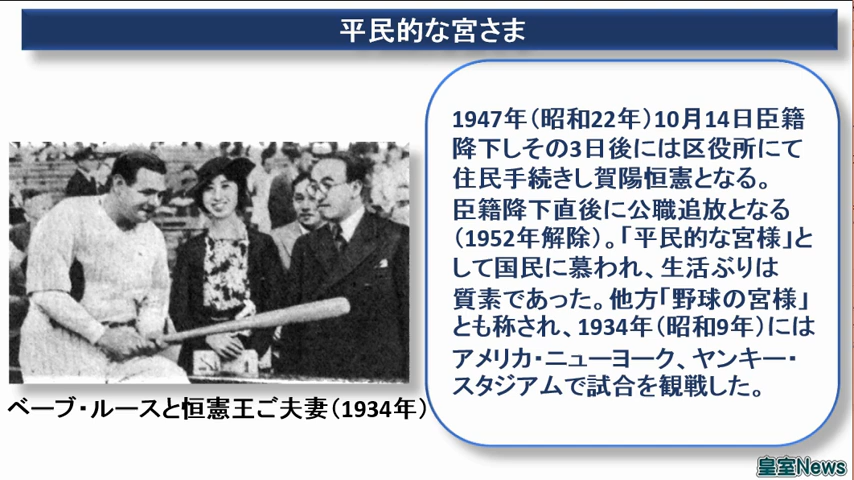 平民的な宮さま
1947年（昭和22年）10月14日臣籍
降下しその3日後には区役所にて
住民手続きし賀陽恒憲となる。
臣籍降下直後に公職追放となる
（1952年解除）。「平民的な宮様」と
して国民に慕われ、生活ぶりは
質素であった。他方「野球の宮様」
とも称され、1934年（昭和9年）には
アメリカ・ニューヨーク、ヤンキー・
スタジアムで試合を観戦した。
ベーブ・ルースと恒憲王ご夫妻（1934年）
皇室News